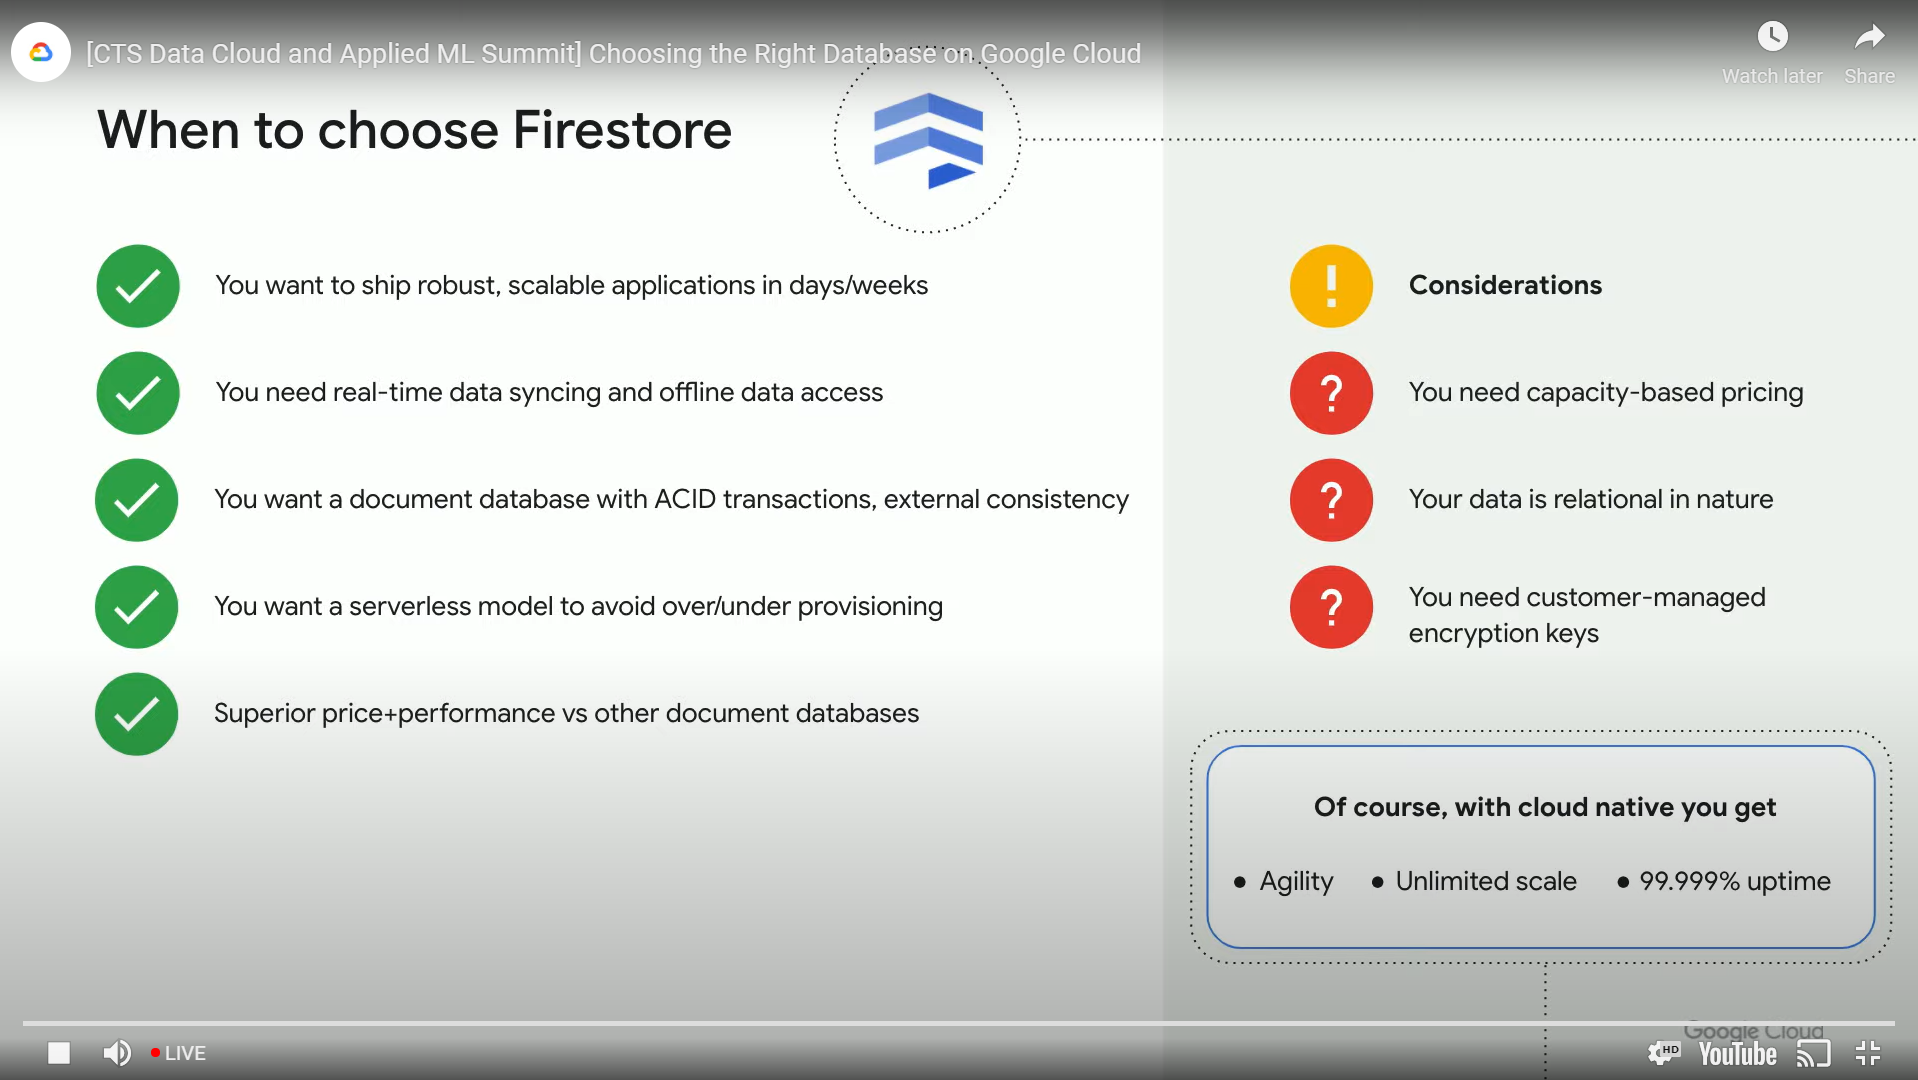 [CTS Data Cloud and Applied ML Summit] Choosing the Right Database on Google Cloud
Watch later
Share
When to choose Firestore
You want to ship robust, scalable applications in days/weeks
You need real-time data syncing and offline data access
You want a document database with ACID transactions, external consistency
You want a serverless model to avoid over/under provisioning
Superior price+performance vs other document databases
Considerations
You need capacity-based pricing
Your data is relational in nature
You need customer-managed
encryption keys
Of course, with cloud native you get
● Agility ● Unlimited scale ● 99.999% uptime
Google Cloud
LIVE
HD
YouTube